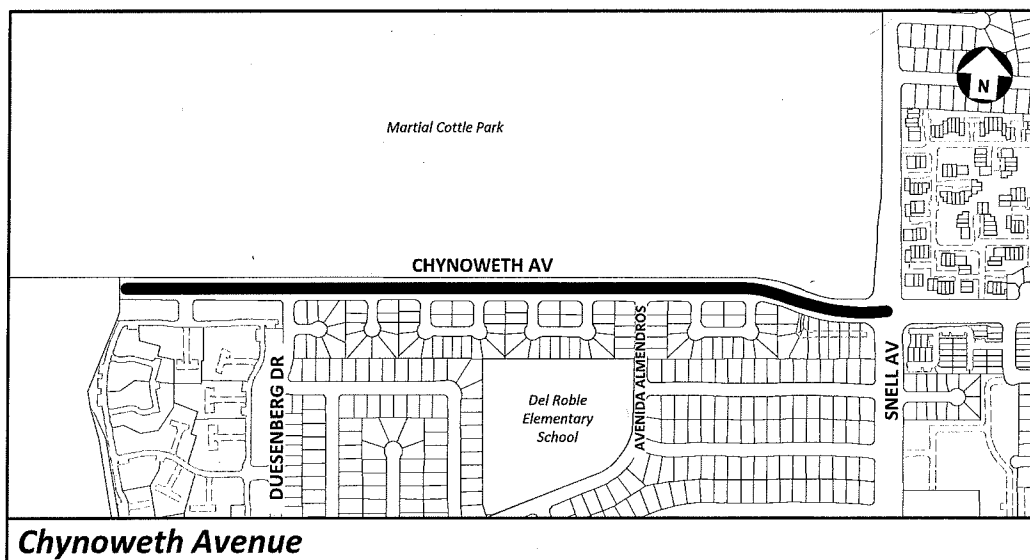 N
Martial Cottle Park
CHYNOWETH AV
DUESENBERG DR
Del Roble
Elementary
School
AVENIDA ALMENDROS
SNELL AV
Chynoweth Avenue